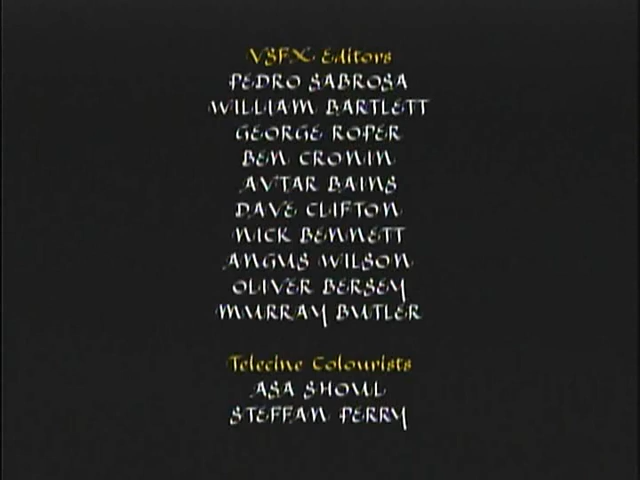 VSFX Editors
PEDRO SABROSA
WILLIAM BARTLETT
GEORGE ROPER
BEN CRONIN
AVTAR BAINS
DAVE CLIFTON
NICK BENNETT
ANGUS WILSON
OLIVER BERSEY
MURRAY BUTLER
Telecine Colourists
ASA SHOUL
STEFFAN PERRY